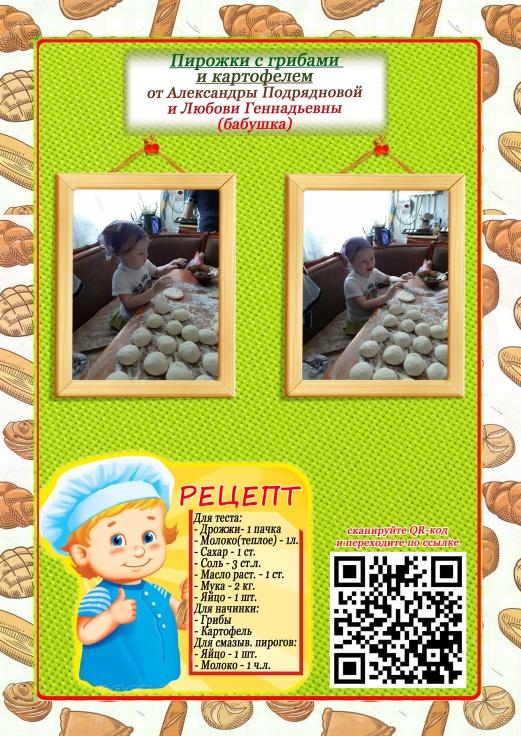 Пирожки с грибами
и картофелем
от Александры Подрядновой
и Любови Геннадьевны
(бабушка)
РЕЦЕПТ
Для теста:
- Дрожжи- 1 пачка
- Молоко(теплое) - 1л.
- Сахар - 1 ст.
- Соль - 3 ст.л.
- Масло раст. - 1 ст.
- Мука - 2 кг.
- Яйцо - 1 шт.
Для начинки:
- Грибы
- Картофель
Для смазыв. пирогов:
- Яйцо - 1 шт.
- Молоко - 1 ч.л.
сканируйте QR-код
и переходите по ссылке